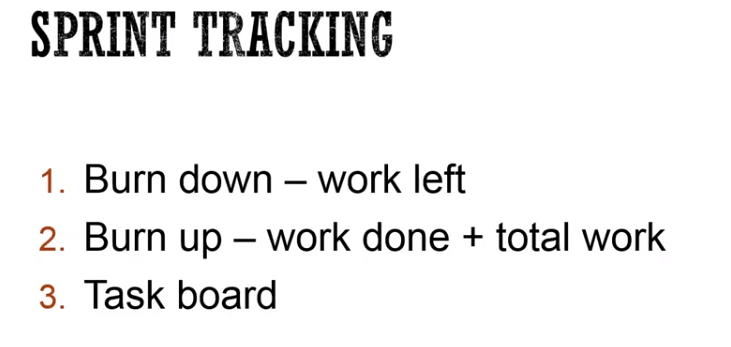 SPRINT TRACKING
1. Burn down – work left
2. Burn up – work done + total work
3. Task board